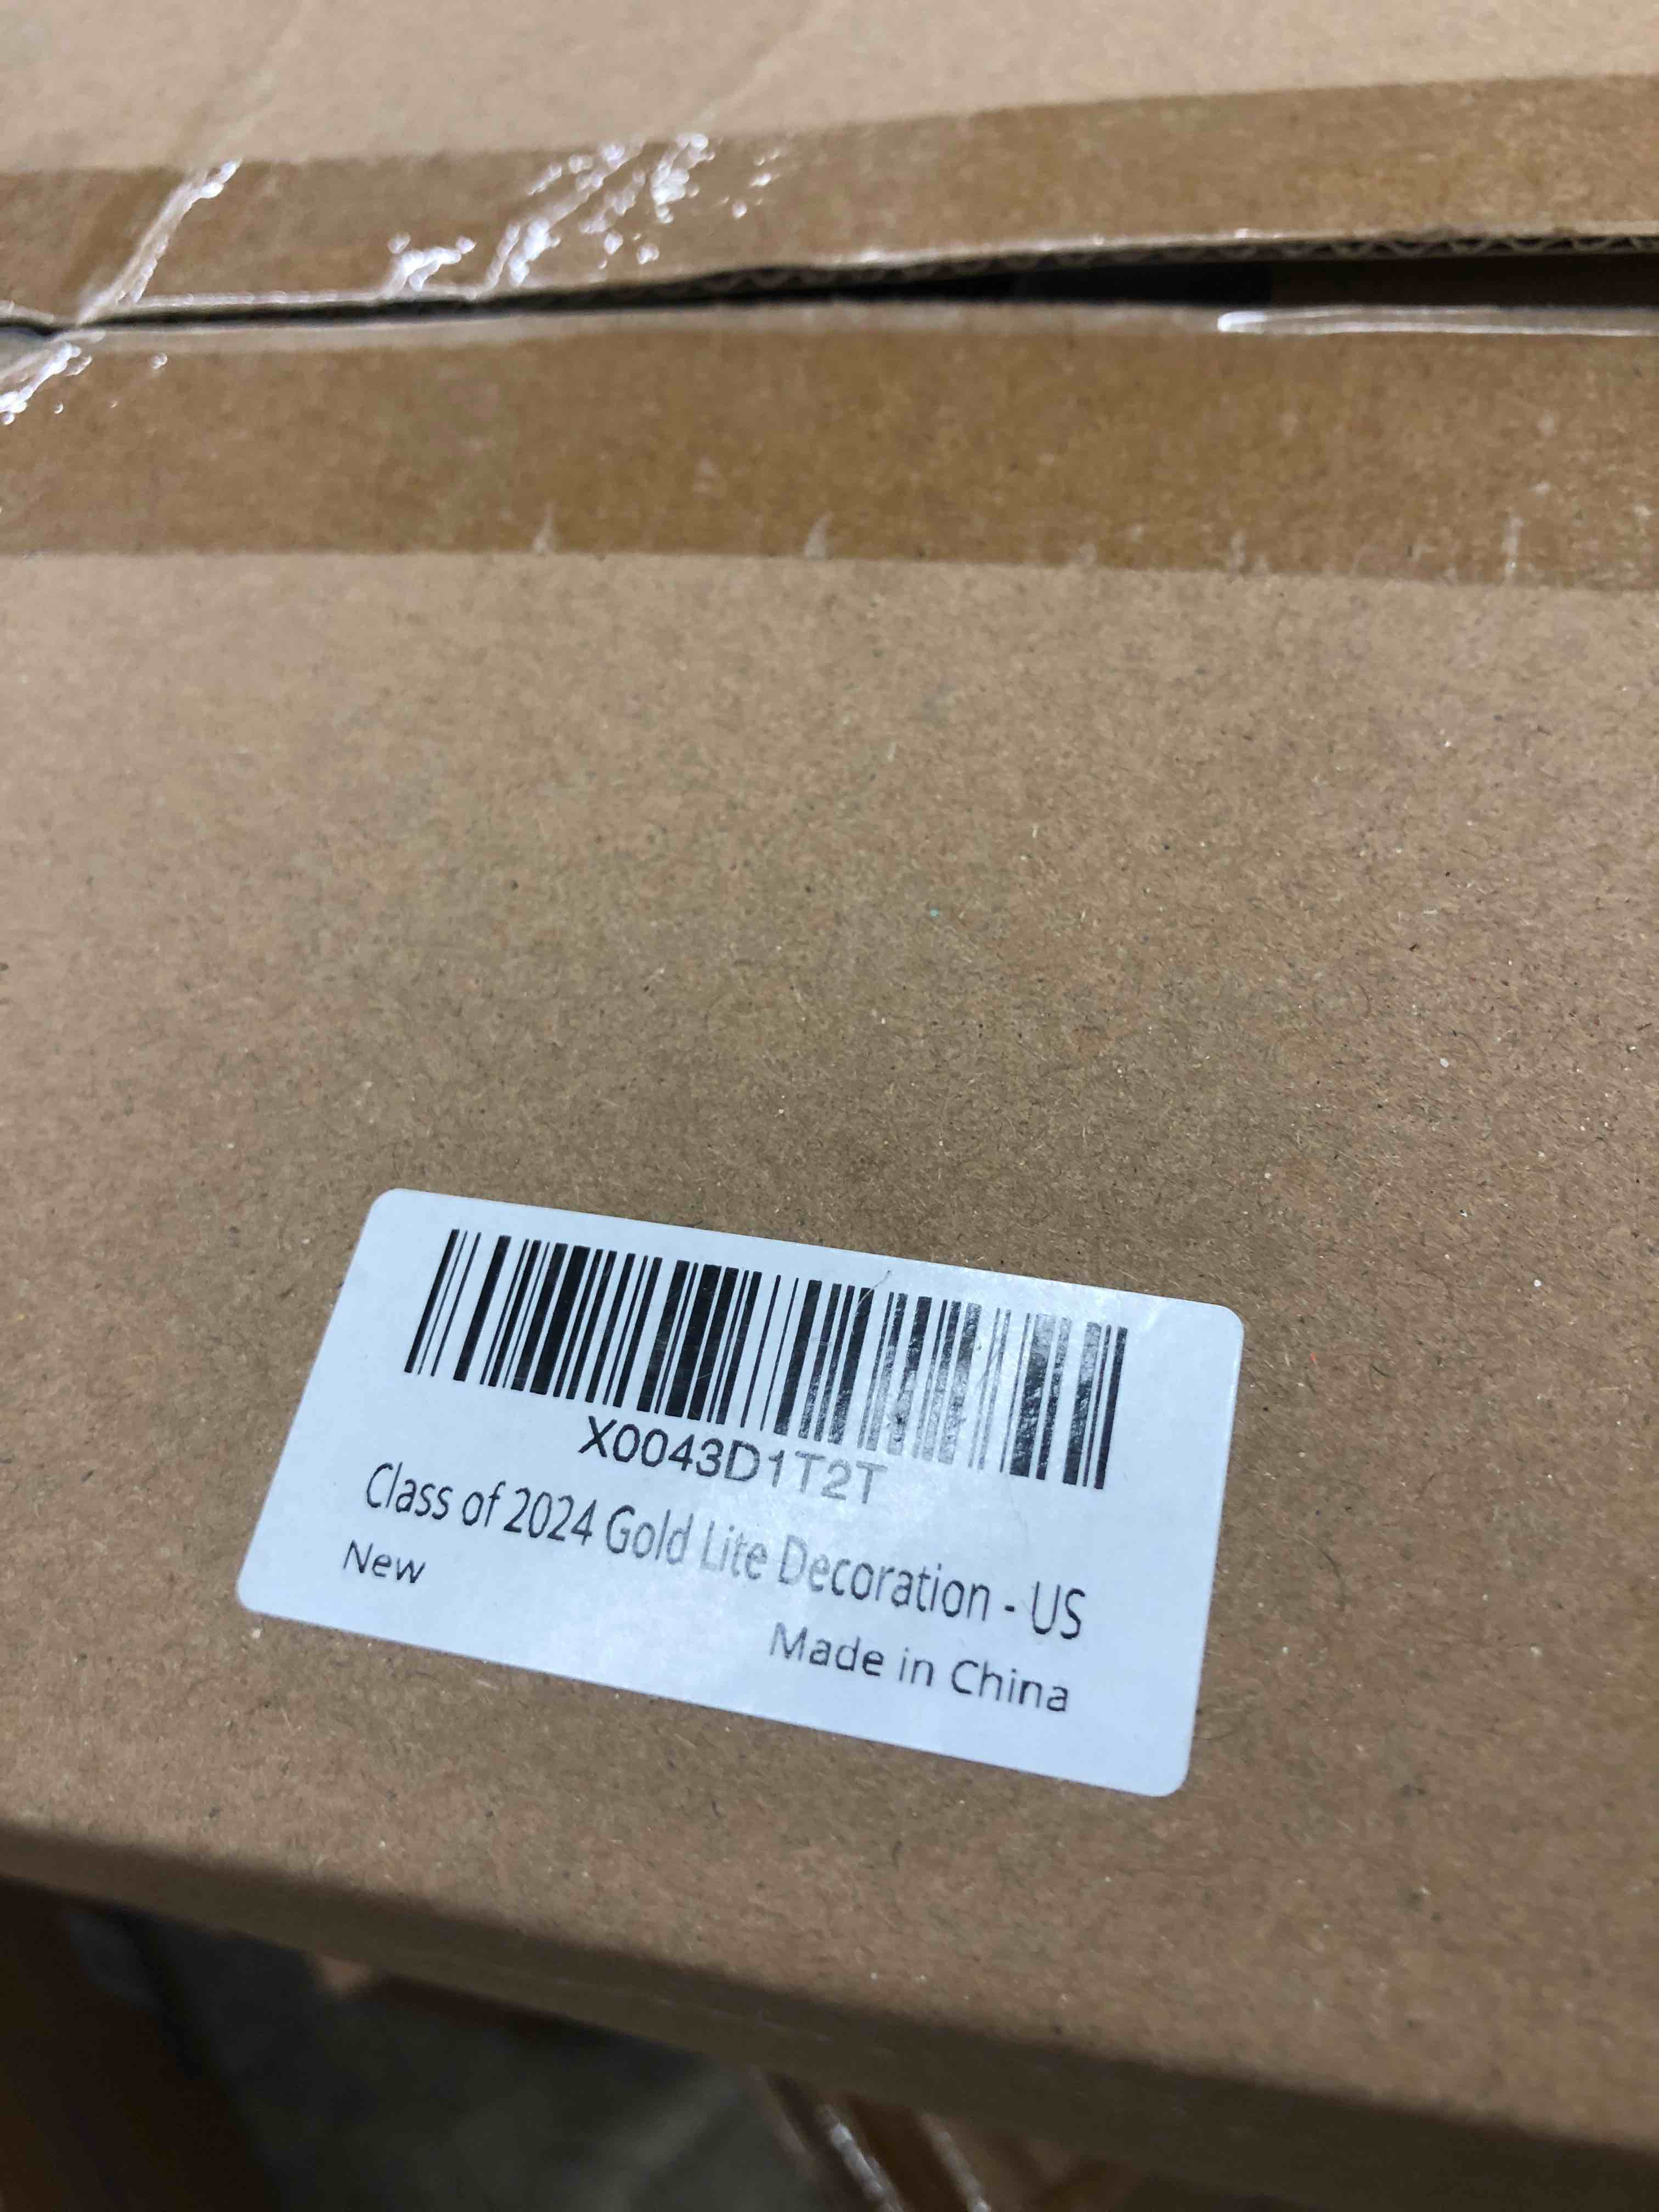 X0043D1T2T
Class of 2024 Gold Lite Decoration - US
New
Made in China